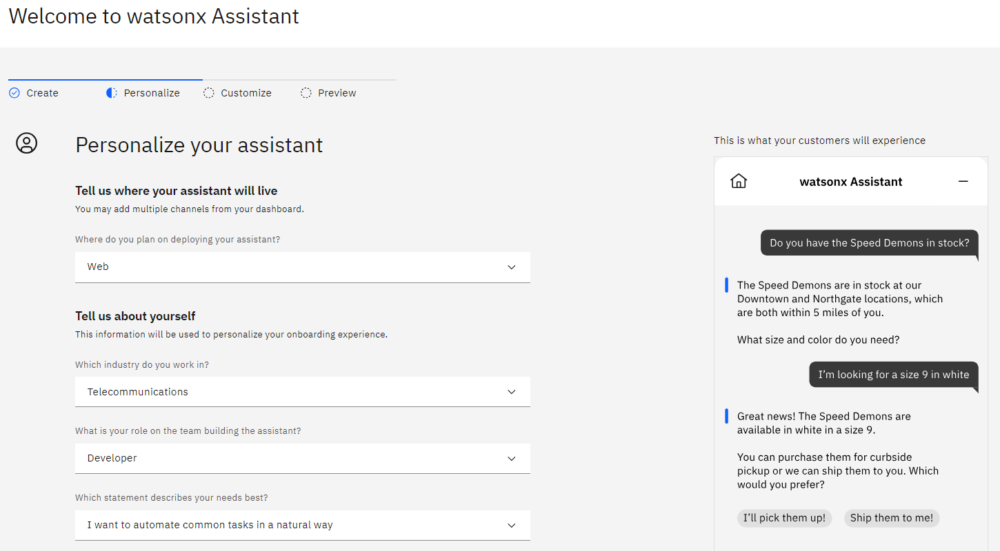 Welcome to watsonx Assistant
Create
Personalize
Customize
Preview
Personalize your assistant
Tell us where your assistant will live
You may add multiple channels from your dashboard.
Where do you plan on deploying your assistant?
Web
Tell us about yourself
This information will be used to personalize your onboarding experience.
Which industry do you work in?
Telecommunications
What is your role on the team building the assistant?
Developer
Which statement describes your needs best?
I want to automate common tasks in a natural way
This is what your customers will experience
watsonx Assistant
Do you have the Speed Demons in stock?
The Speed Demons are in stock at our
Downtown and Northgate locations, which
are both within 5 miles of you.
What size and color do you need?
I’m looking for a size 9 in white
Great news! The Speed Demons are
available in white in a size 9.
You can purchase them for curbside
pickup or we can ship them to you. Which
would you prefer?
I’ll pick them up!
Ship them to me!